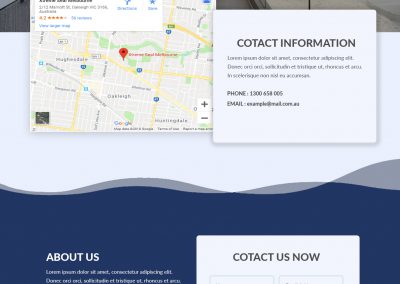 Xtreme Seal Melbourne
2/12 Marriott St, Oakleigh VIC 3166,
Australia
4.3 56 reviews
View larger map
Directions
Save
Xtreme Seal Melbourne
Hughesdale
Oakleigh
Huntingdale
Google
Map data ©2019 Google Terms of Use Report a map error
COTACT INFORMATION
Lorem ipsum dolor sit amet, consectetur adipiscing elit.
Donec orci orci, sollicitudin et tristique ut, rhoncus et arcu.
In scelerisque non nisl eu accumsan.
PHONE : 1300 658 005
EMAIL : example@mail.com.au
ABOUT US
Lorem ipsum dolor sit amet, consectetur
adipiscing elit. Donec orci orci, sollicitudin
et tristique ut, rhoncus et arcu.
COTACT US NOW